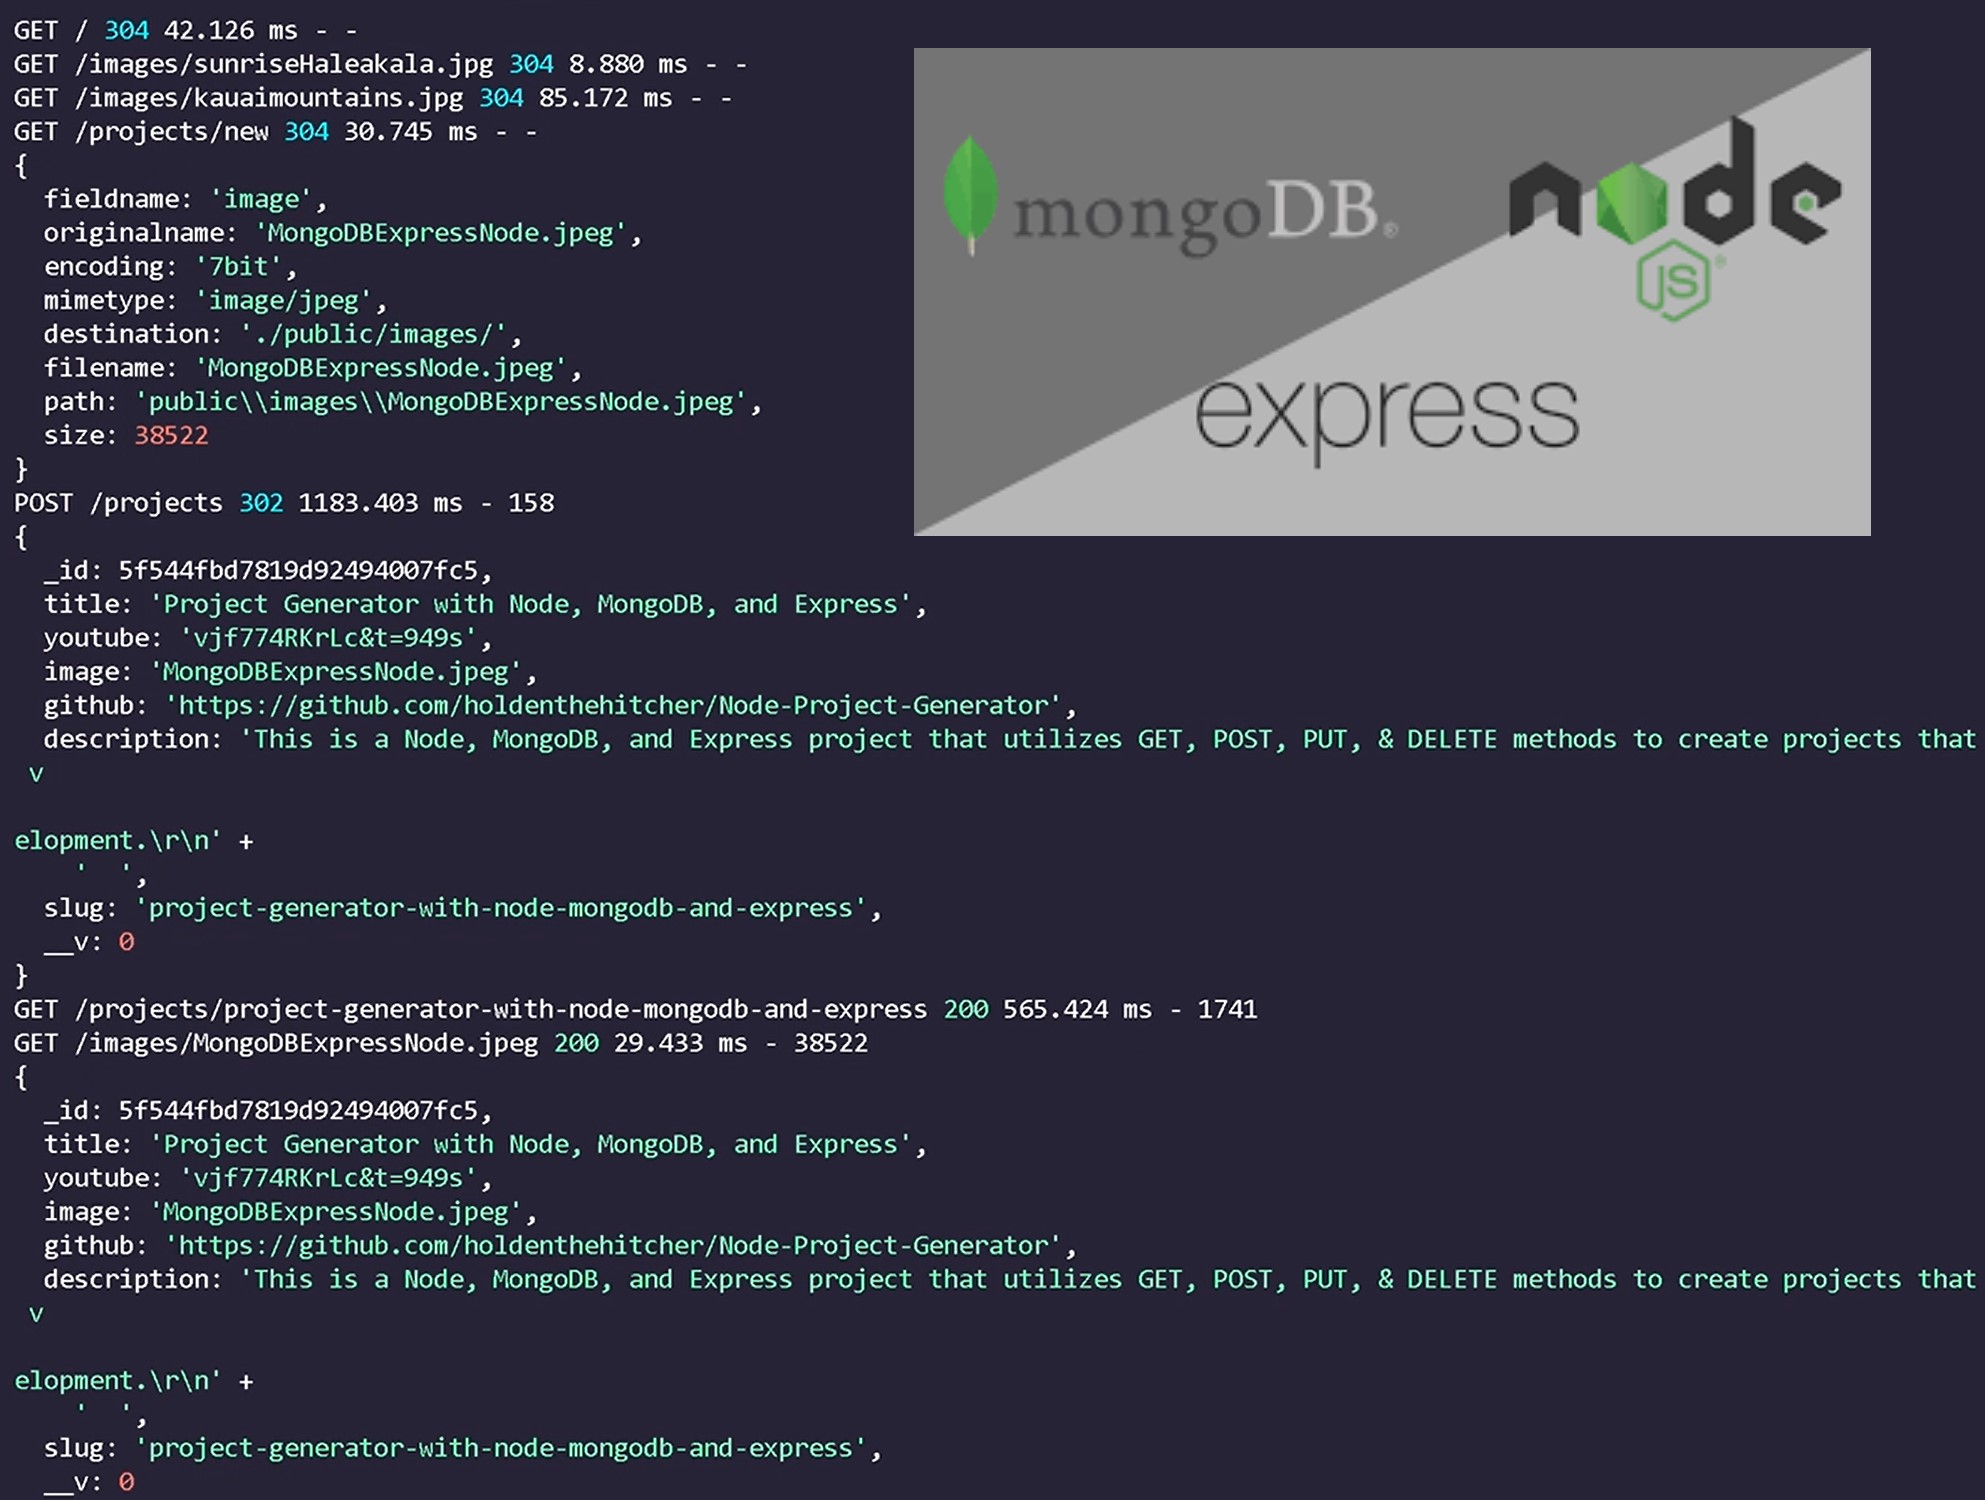 GET / 304 42.126 ms - -
GET /images/sunriseHaleakala.jpg 304 8.880 ms - -
GET /images/kauaimountains.jpg 304 85.172 ms - -
GET /projects/new 304 30.745 ms - -
{
  fieldname: 'image',
  originalname: 'MongoDBExpressNode.jpeg',
  encoding: '7bit',
  mimetype: 'image/jpeg',
  destination: './public/images/',
  filename: 'MongoDBExpressNode.jpeg',
  path: 'public\\images\\MongoDBExpressNode.jpeg',
  size: 38522
}
mongoDB®
node
JS®
express
POST /projects 302 1183.403 ms - 158
{
  _id: 5f544fbd7819d92494007fc5,
  title: 'Project Generator with Node, MongoDB, and Express',
  youtube: 'vjf774RKrLc&t=949s',
  image: 'MongoDBExpressNode.jpeg',
  github: 'https://github.com/holdenthehitcher/Node-Project-Generator',
  description: 'This is a Node, MongoDB, and Express project that utilizes GET, POST, PUT, & DELETE methods to create projects that
 v
elopment.\r\n' +
    '  ',
  slug: 'project-generator-with-node-mongodb-and-express',
  __v: 0
}
GET /projects/project-generator-with-node-mongodb-and-express 200 565.424 ms - 1741
GET /images/MongoDBExpressNode.jpeg 200 29.433 ms - 38522
{
  _id: 5f544fbd7819d92494007fc5,
  title: 'Project Generator with Node, MongoDB, and Express',
  youtube: 'vjf774RKrLc&t=949s',
  image: 'MongoDBExpressNode.jpeg',
  github: 'https://github.com/holdenthehitcher/Node-Project-Generator',
  description: 'This is a Node, MongoDB, and Express project that utilizes GET, POST, PUT, & DELETE methods to create projects that
 v
elopment.\r\n' +
    '  ',
  slug: 'project-generator-with-node-mongodb-and-express',
  __v: 0